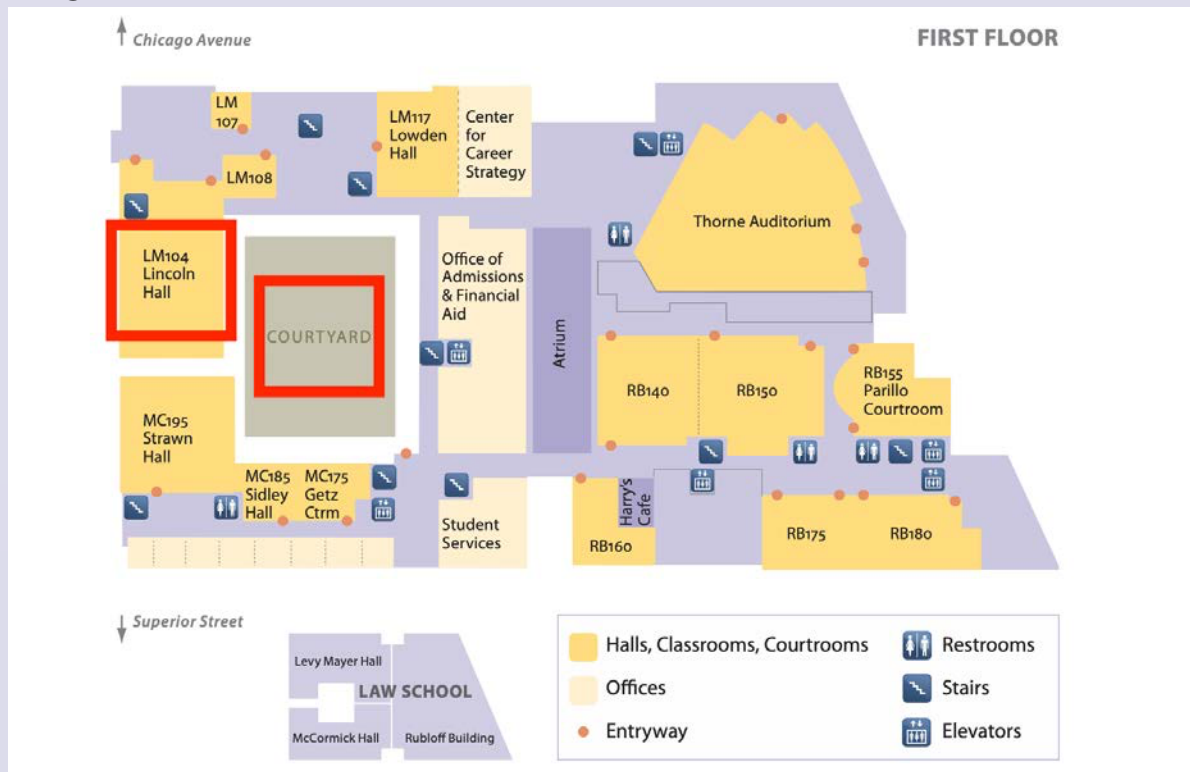 Chicago Avenue
FIRST FLOOR
LM
107
LM108
LM117
Lowden
Hall
Center
for
Career
Strategy
Thorne Auditorium
LM104
Lincoln
Hall
COURTYARD
Office of
Admissions
& Financial
Aid
Atrium
RB140
RB150
RB155
Parillo
Courtroom
MC195
Strawn
Hall
MC185
Sidley
Hall
MC175
Getz
Ctrm
Student
Services
Harry's
Cafe
RB160
RB175
RB180
Superior Street
Levy Mayer Hall
LAW SCHOOL
McCormick Hall
Rubloff Building
Halls, Classrooms, Courtrooms
Offices
Entryway
Restrooms
Stairs
Elevators